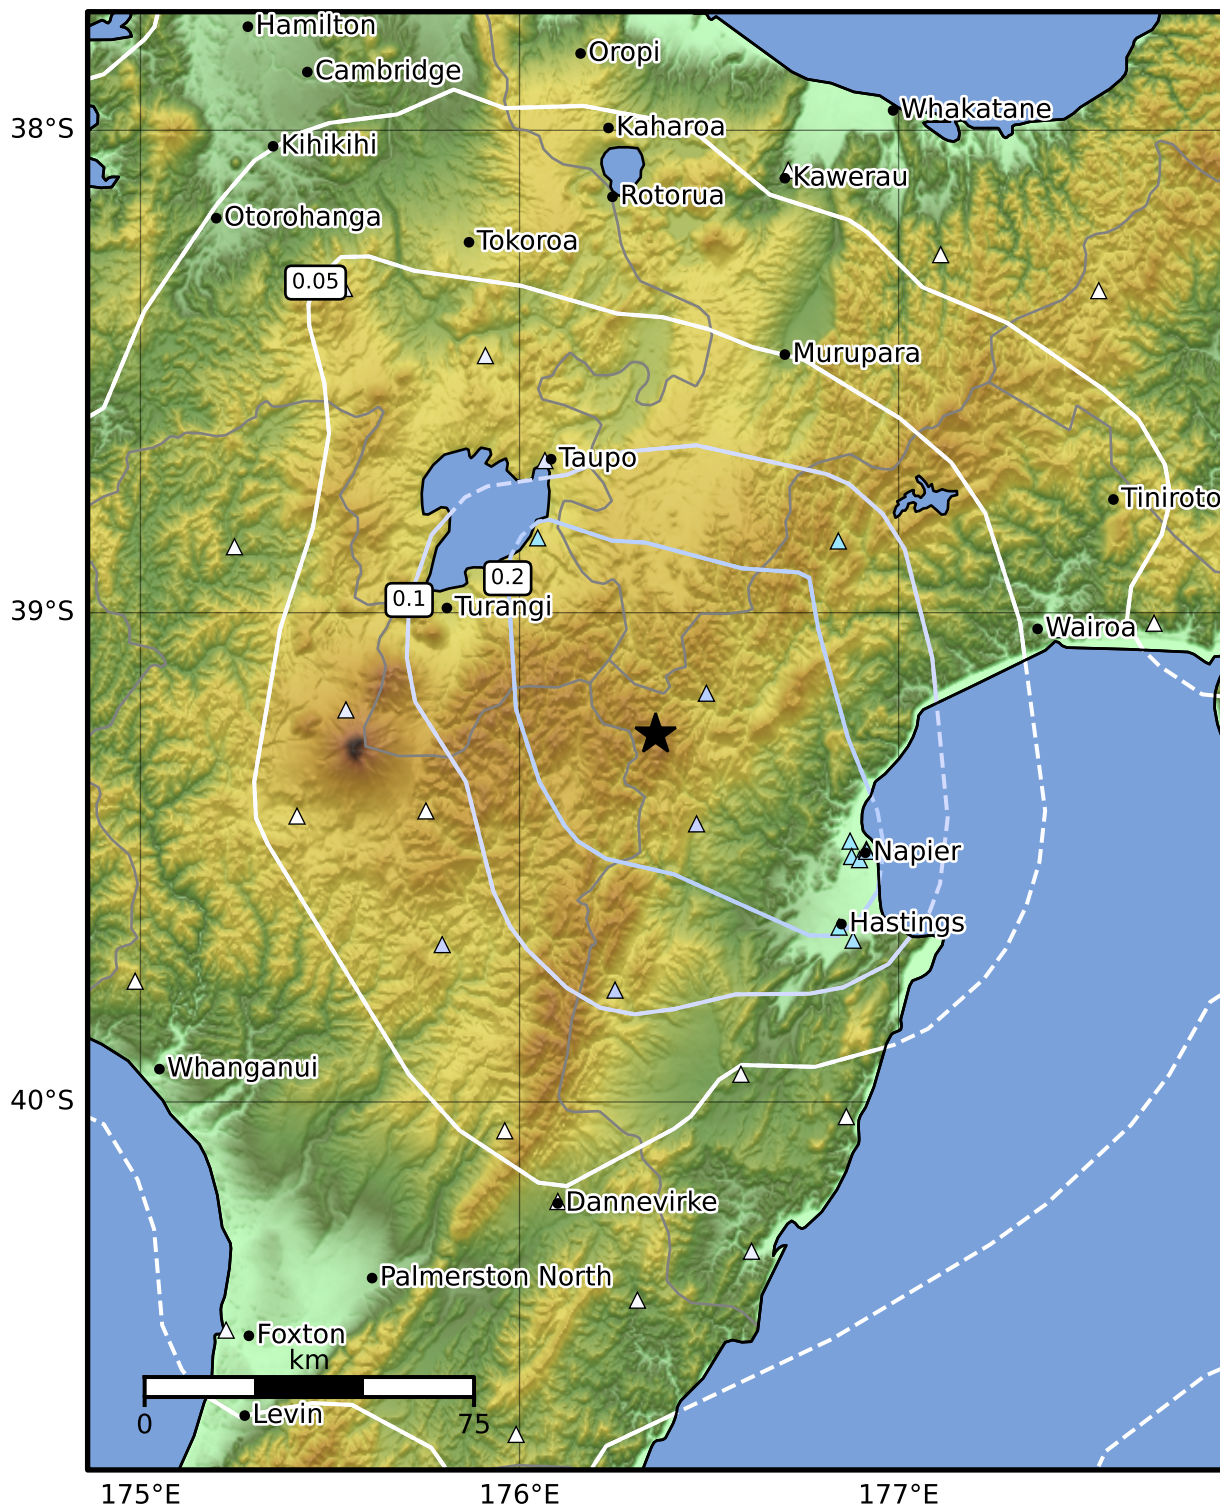 Hamilton
Oropi
Cambridge
Whakatane
38°S
Kaharoa
Kihikihi
Kawerau
Rotorua
Otorohanga
Tokoroa
0.05
Murupara
Taupo
Tiniroto
0.2
0.1
Turangi
39°S
Wairoa
Napier
Hastings
Whanganui
40°S
Dannevirke
Palmerston North
Foxton
km
Levin
0 75
175°E 176°E 177°E